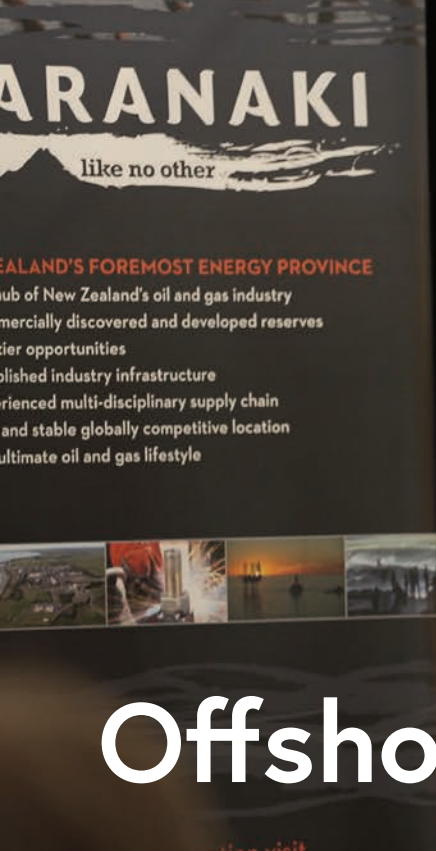 ARANAKI
like no other
EALAND'S FOREMOST ENERGY PROVINCE
hub of New Zealand's oil and gas industry
mercially discovered and developed reserves
tier opportunities
blished industry infrastructure
erienced multi-disciplinary supply chain
and stable globally competitive location
ultimate oil and gas lifestyle
Offsho
visit